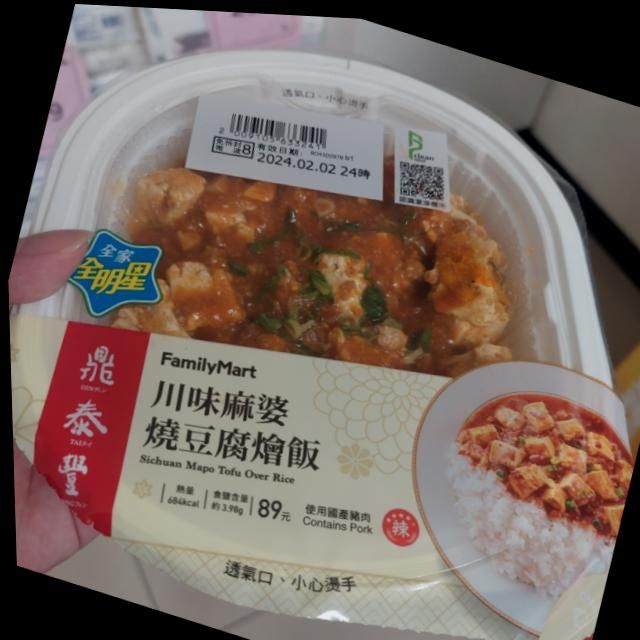 透氣口、小心燙手
有效日期:
2024.02.02 24時
clean
全家
全明星
鼎
泰
豐
FamilyMart
川味麻婆
燒豆腐燴飯
Sichuan Mapo Tofu Over Rice
熱量
684kcal
食鹽含量
約3.98g
89元
使用國產豬肉
Contains Pork
辣
透氣口、小心燙手